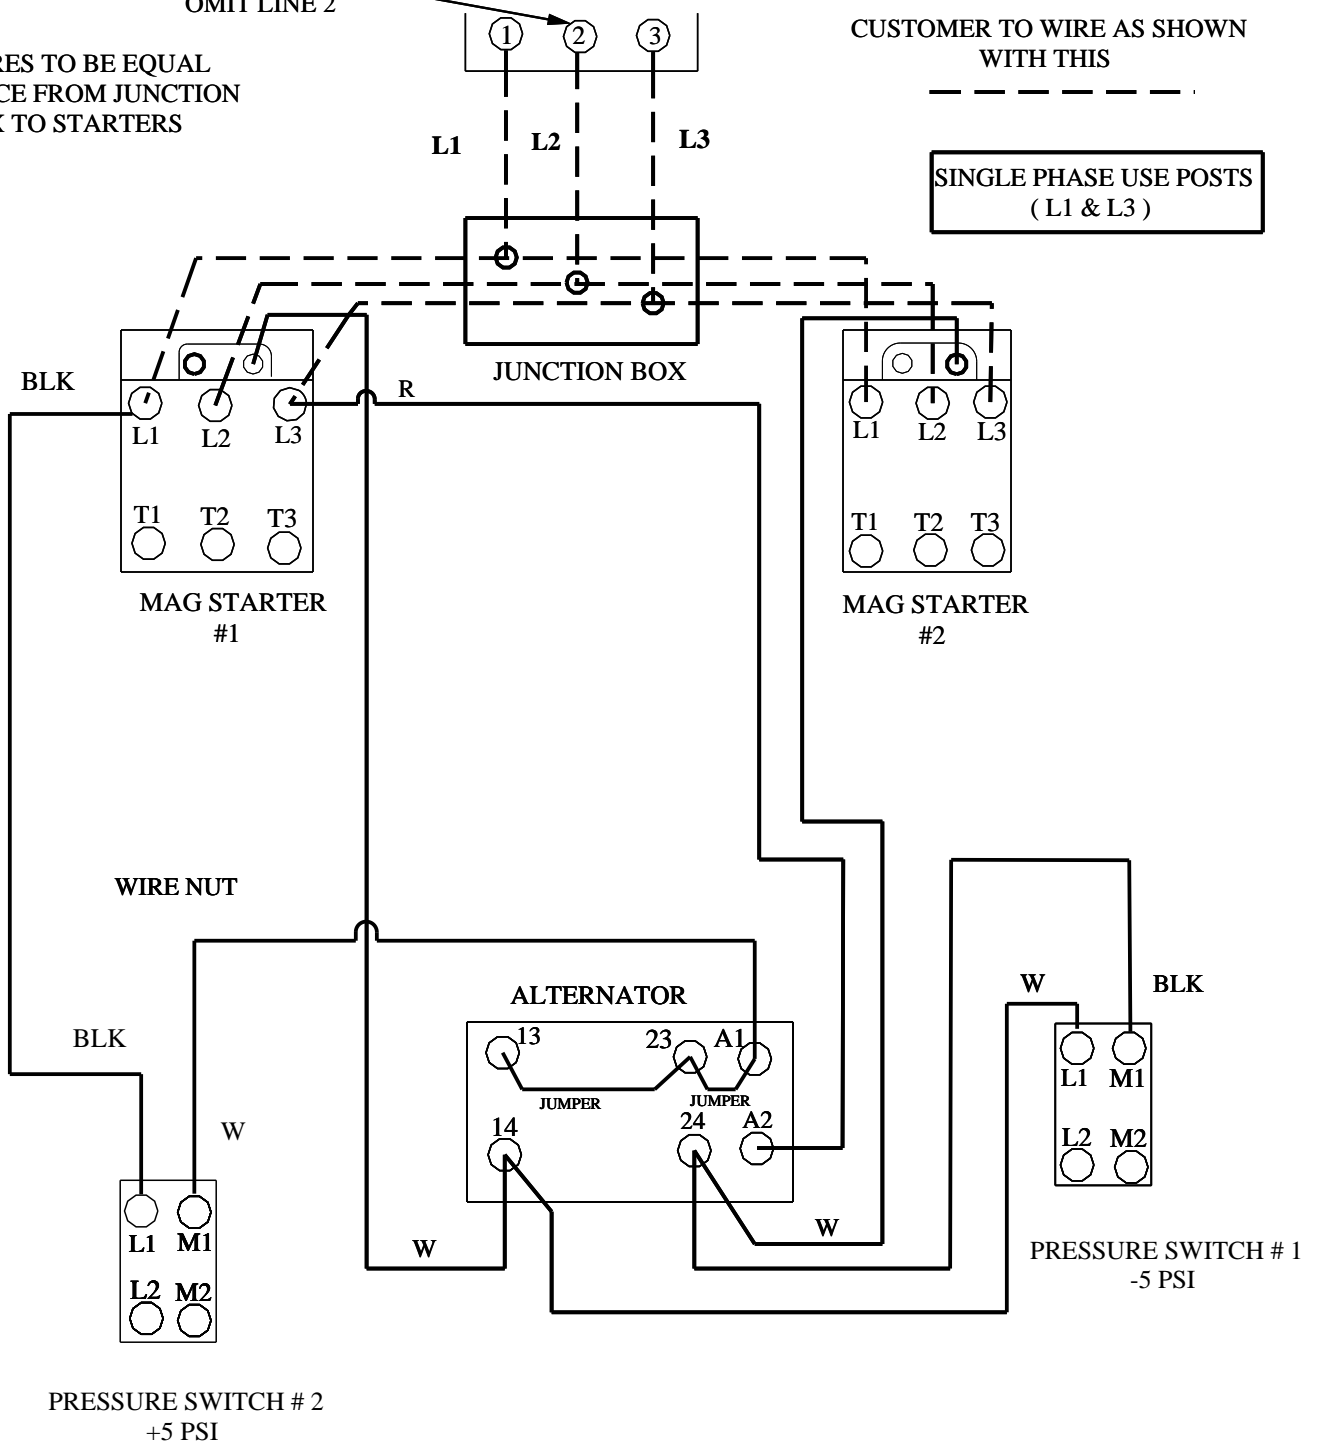 OMIT LINE 2
RES TO BE EQUAL
CE FROM JUNCTION
K TO STARTERS
1 2 3
CUSTOMER TO WIRE AS SHOWN
WITH THIS
L1 L2 L3
SINGLE PHASE USE POSTS
( L1 & L3 )
JUNCTION BOX
BLK
R
L1 L2 L3
L1 L2 L3
T1 T2 T3
T1 T2 T3
MAG STARTER
#1
MAG STARTER
#2
WIRE NUT
ALTERNATOR
W
BLK
BLK
13 23 A1
JUMPER
JUMPER
14 24 A2
L1 M1
L2 M2
W
L1 M1
L2 M2
W
W
PRESSURE SWITCH # 1
-5 PSI
PRESSURE SWITCH # 2
+5 PSI